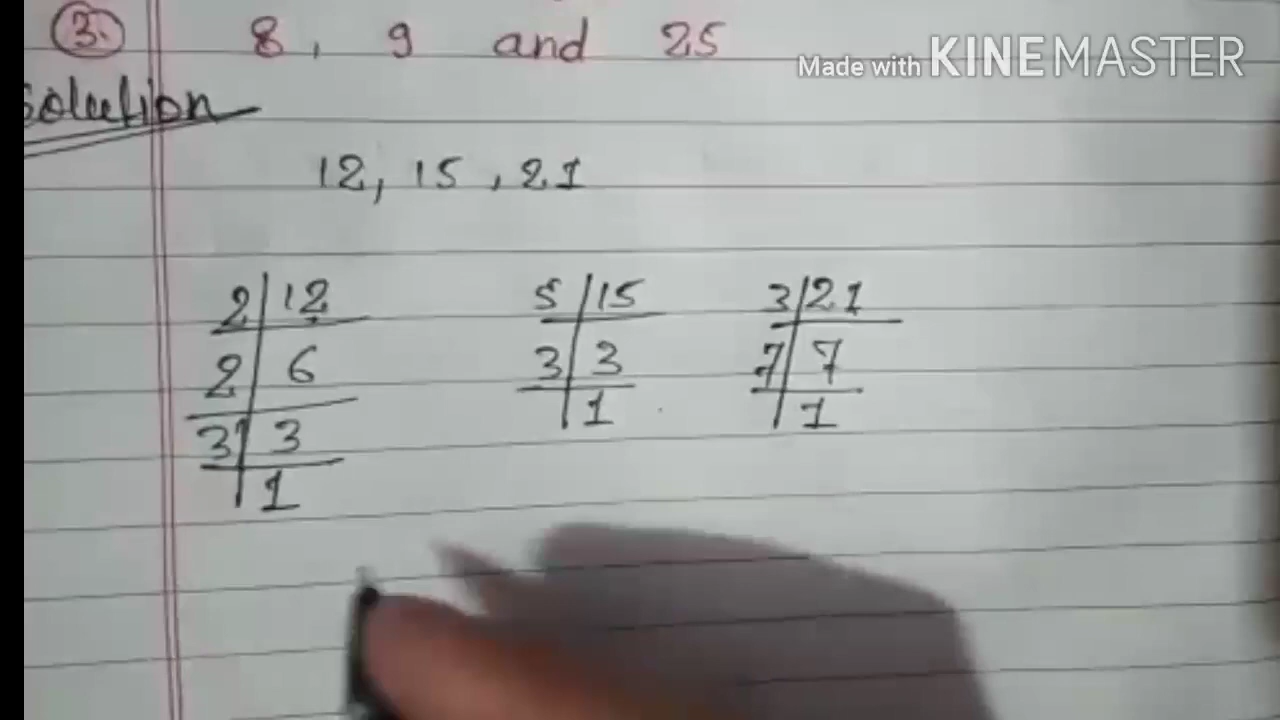 3. 8, 9 and 25
Made with KINEMASTER
Solution
12, 15, 21
2 12 5 15 3 21
2 6 3 3 7 7
3 3 1 1
1